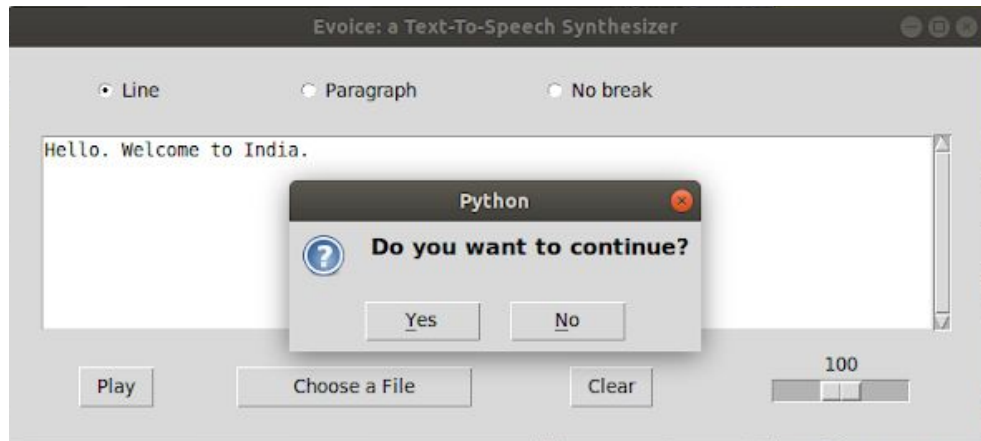 Evoice: a Text-To-Speech Synthesizer
Line Paragraph No break
Hello. Welcome to India.
Python
Do you want to continue?
Yes No
100
Play Choose a File Clear